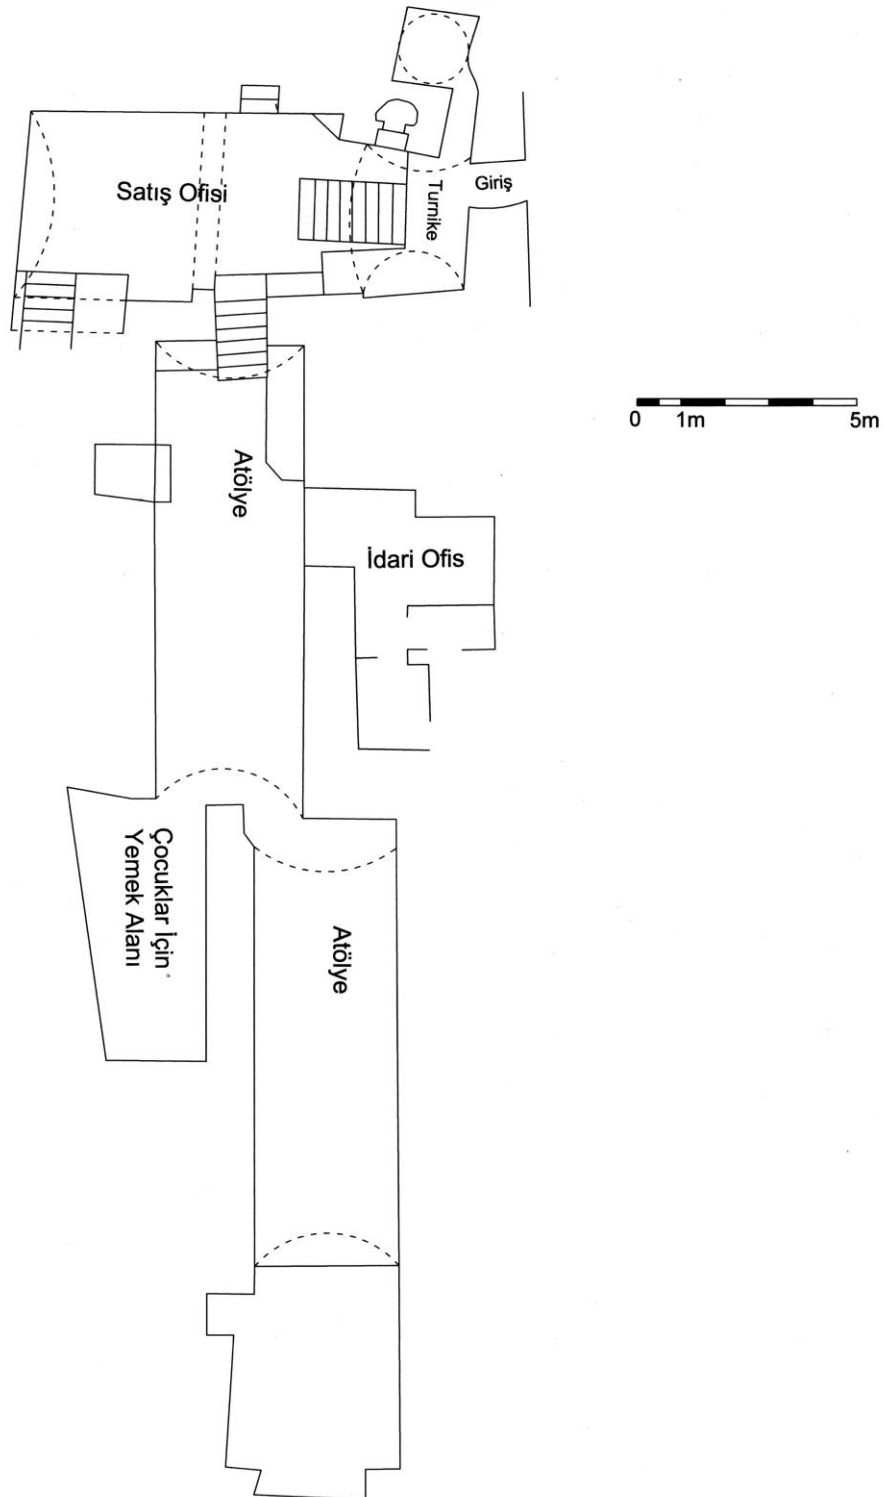 Giriş
Turnike
Satış Ofisi
0 1m 5m
Atölye
İdari Ofis
Çocuklar İçin
Yemek Alanı
Atölye